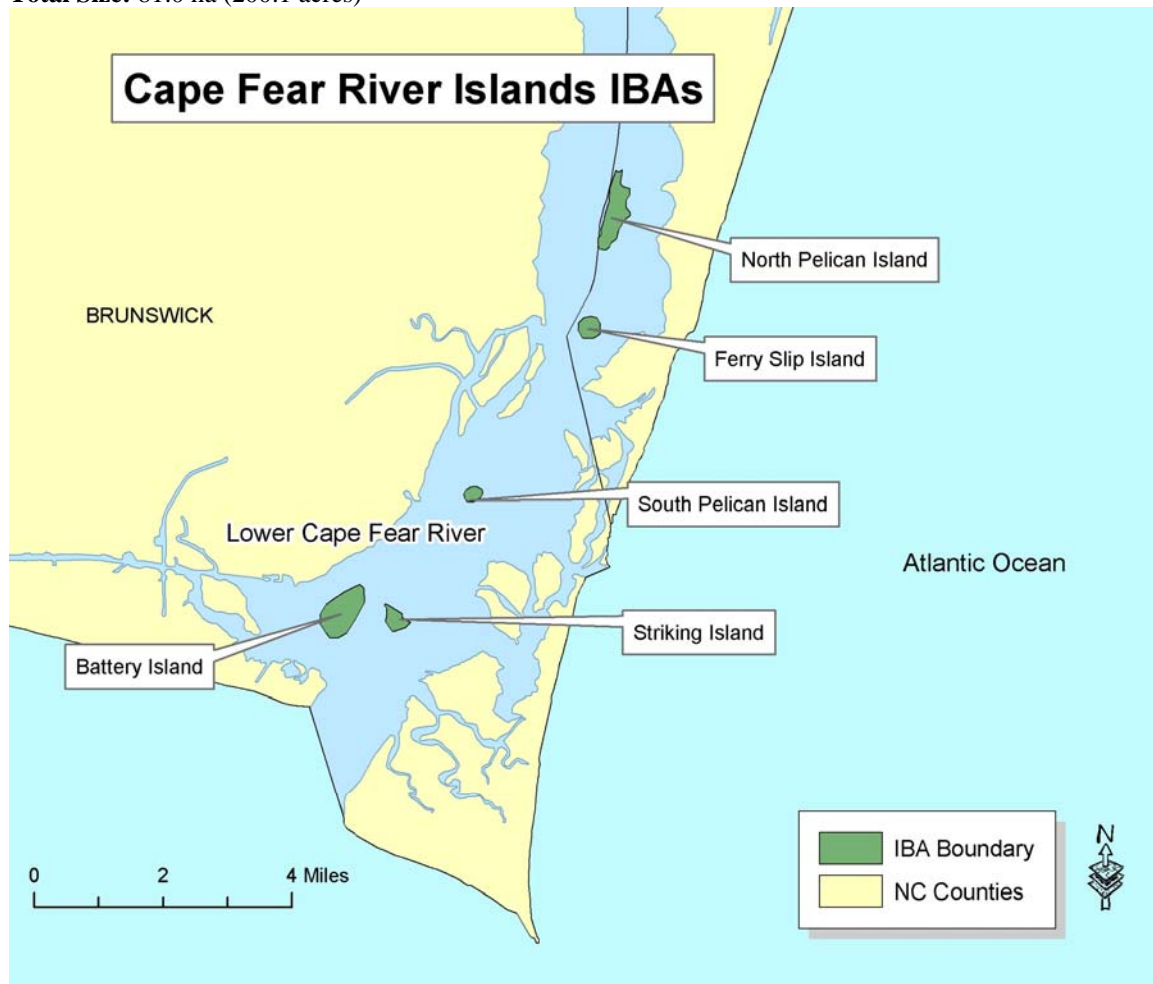 Cape Fear River Islands IBAs
North Pelican Island
BRUNSWICK
Ferry Slip Island
South Pelican Island
Lower Cape Fear River
Atlantic Ocean
Striking Island
Battery Island
N
IBA Boundary
NC Counties
0 2 4 Miles